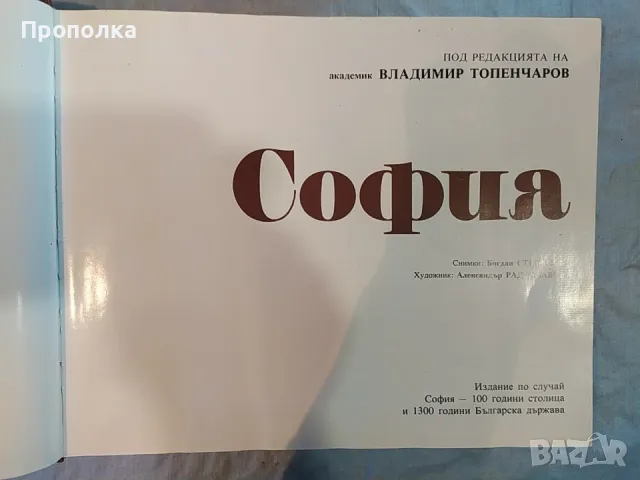 Прополка
ПОД РЕДАКЦИЯТА НА
академик ВЛАДИМИР ТОПЕНЧАРОВ
София
Снимки: Богдан
Художник: Александър
Издание по случай
София — 100 години столица
и 1300 години Българска държава
BAZAR